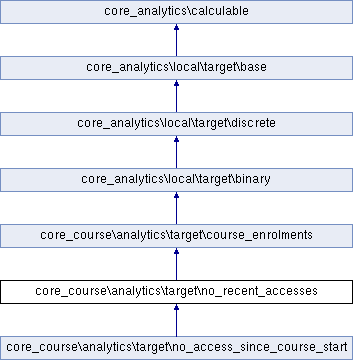 core_analytics\calculable
core_analytics\local\target\base
core_analytics\local\target\discrete
core_analytics\local\target\binary
core_course\analytics\target\course_enrolments
core_course\analytics\target\no_recent_accesses
core_course\analytics\target\no_access_since_course_start